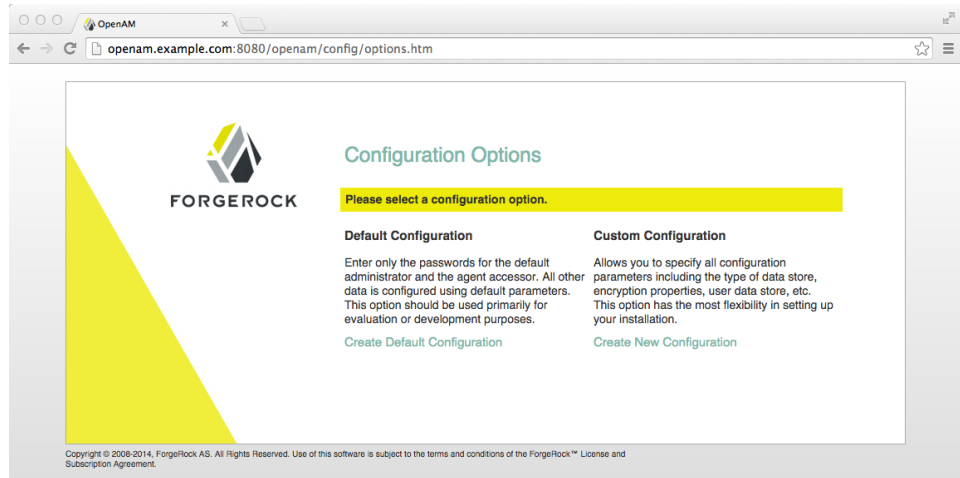 OpenAM
openam.example.com:8080/openam/config/options.htm
FORGEROCK
Configuration Options
Please select a configuration option.
Default Configuration
Enter only the passwords for the default
administrator and the agent accessor. All other
data is configured using default parameters.
This option should be used primarily for
evaluation or development purposes.
Create Default Configuration
Custom Configuration
Allows you to specify all configuration
parameters including the type of data store,
encryption properties, user data store, etc.
This option has the most flexibility in setting up
your installation.
Create New Configuration
Copyright © 2008-2014, ForgeRock AS. All Rights Reserved. Use of this software is subject to the terms and conditions of the ForgeRock™ License and
Subscription Agreement.